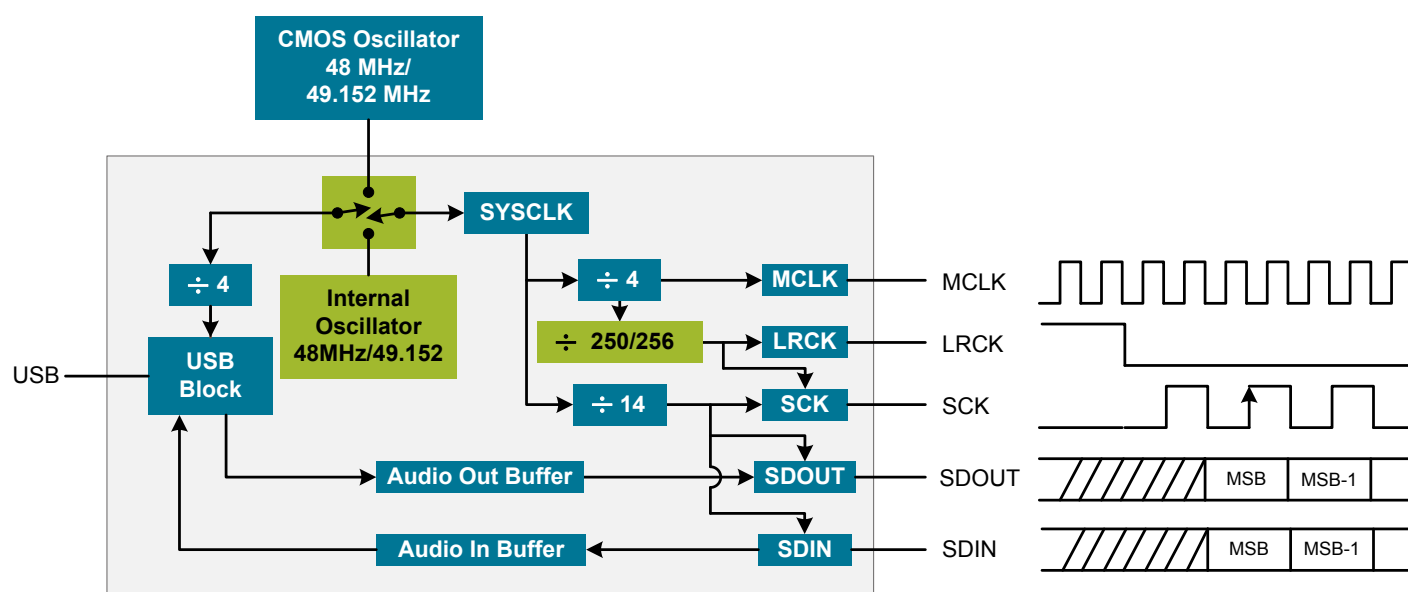 CMOS Oscillator
48 MHz/
49.152 MHz
SYSCLK
÷ 4
÷ 4
MCLK
MCLK
Internal
Oscillator
48MHz/49.152
÷ 250/256
LRCK
LRCK
USB
USB
Block
÷ 14
SCK
SCK
Audio Out Buffer
SDOUT
SDOUT
MSB
MSB-1
Audio In Buffer
SDIN
SDIN
MSB
MSB-1